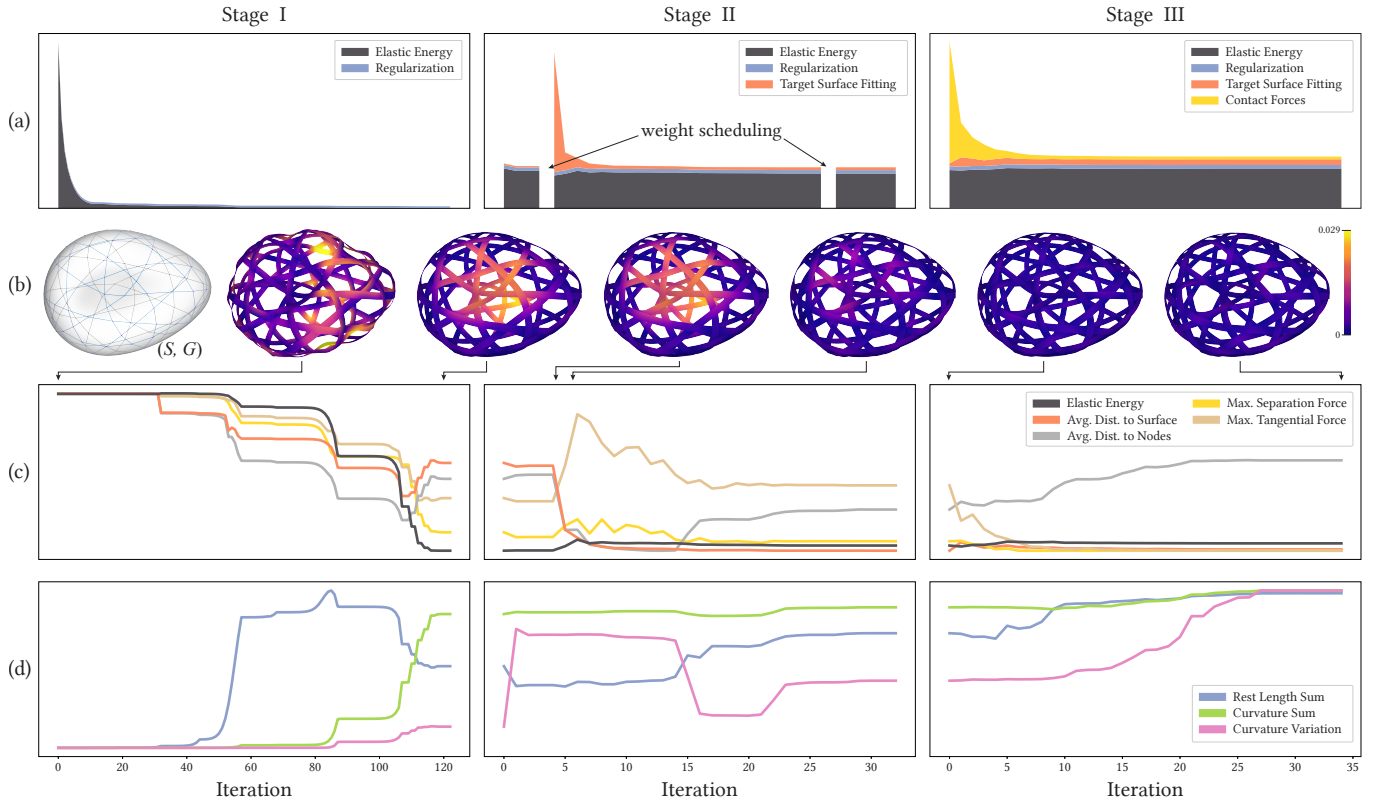 Stage I
Stage II
Stage III
(a)
Elastic Energy
Regularization
Elastic Energy
Regularization
Target Surface Fitting
weight scheduling
Elastic Energy
Regularization
Target Surface Fitting
Contact Forces
(b)
(S, G)
0.029
0
(c)
Elastic Energy
Avg. Dist. to Surface
Avg. Dist. to Nodes
Max. Separation Force
Max. Tangential Force
(d)
Rest Length Sum
Curvature Sum
Curvature Variation
0 20 40 60 80 100 120
0 5 10 15 20 25 30
0 5 10 15 20 25 30 35
Iteration
Iteration
Iteration